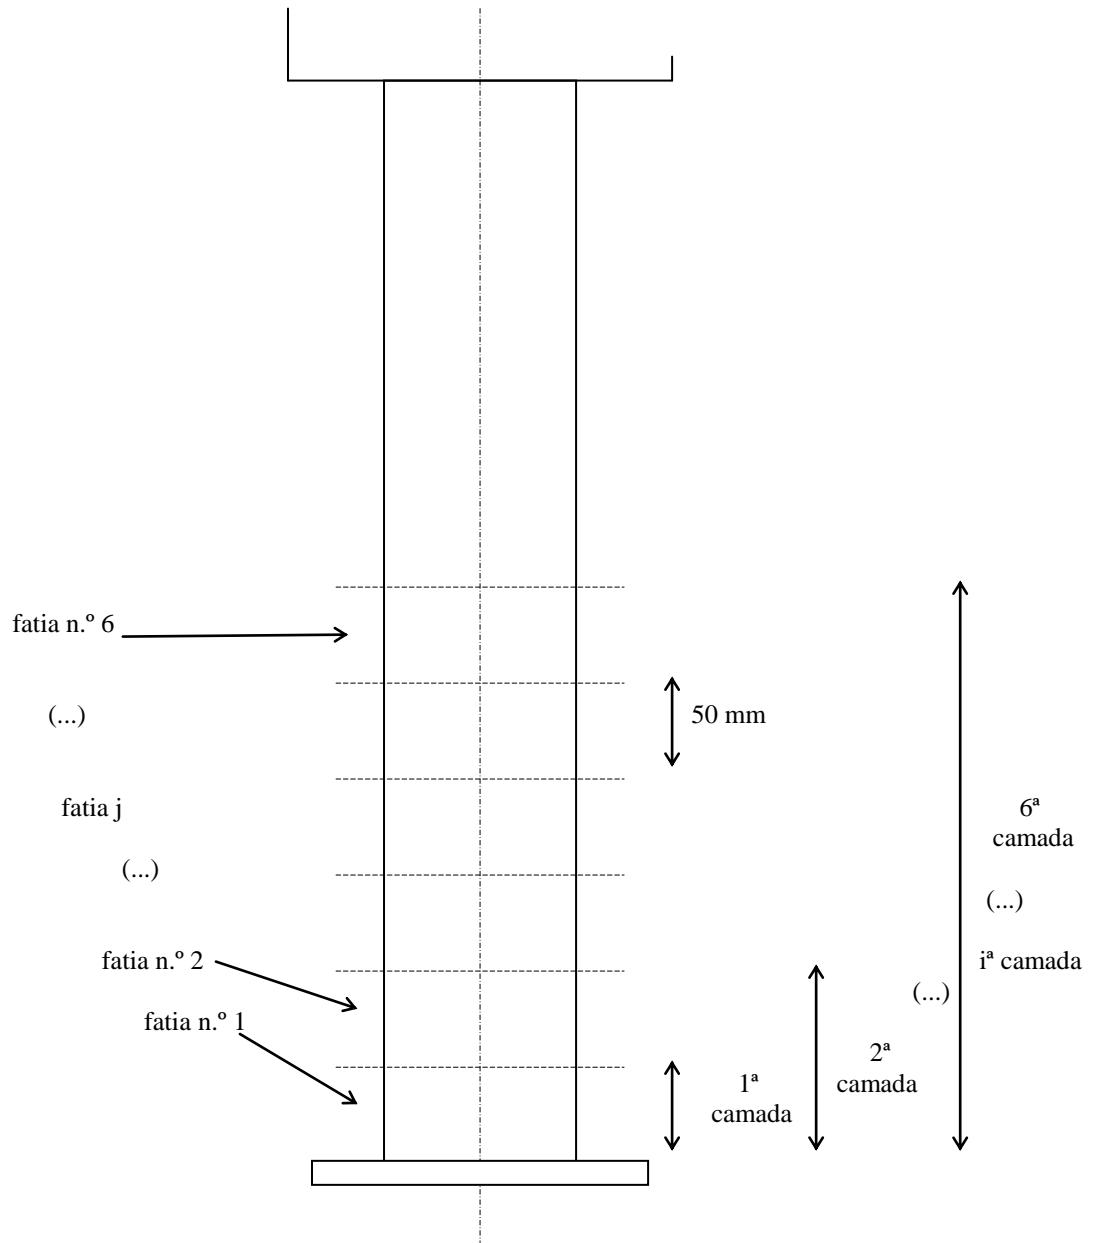 fatia n.º 6
(...)
50 mm
fatia j
6ª
camada
(...)
(...)
fatia n.º 2
iª camada
(...)
fatia n.º 1
2ª
camada
1ª
camada